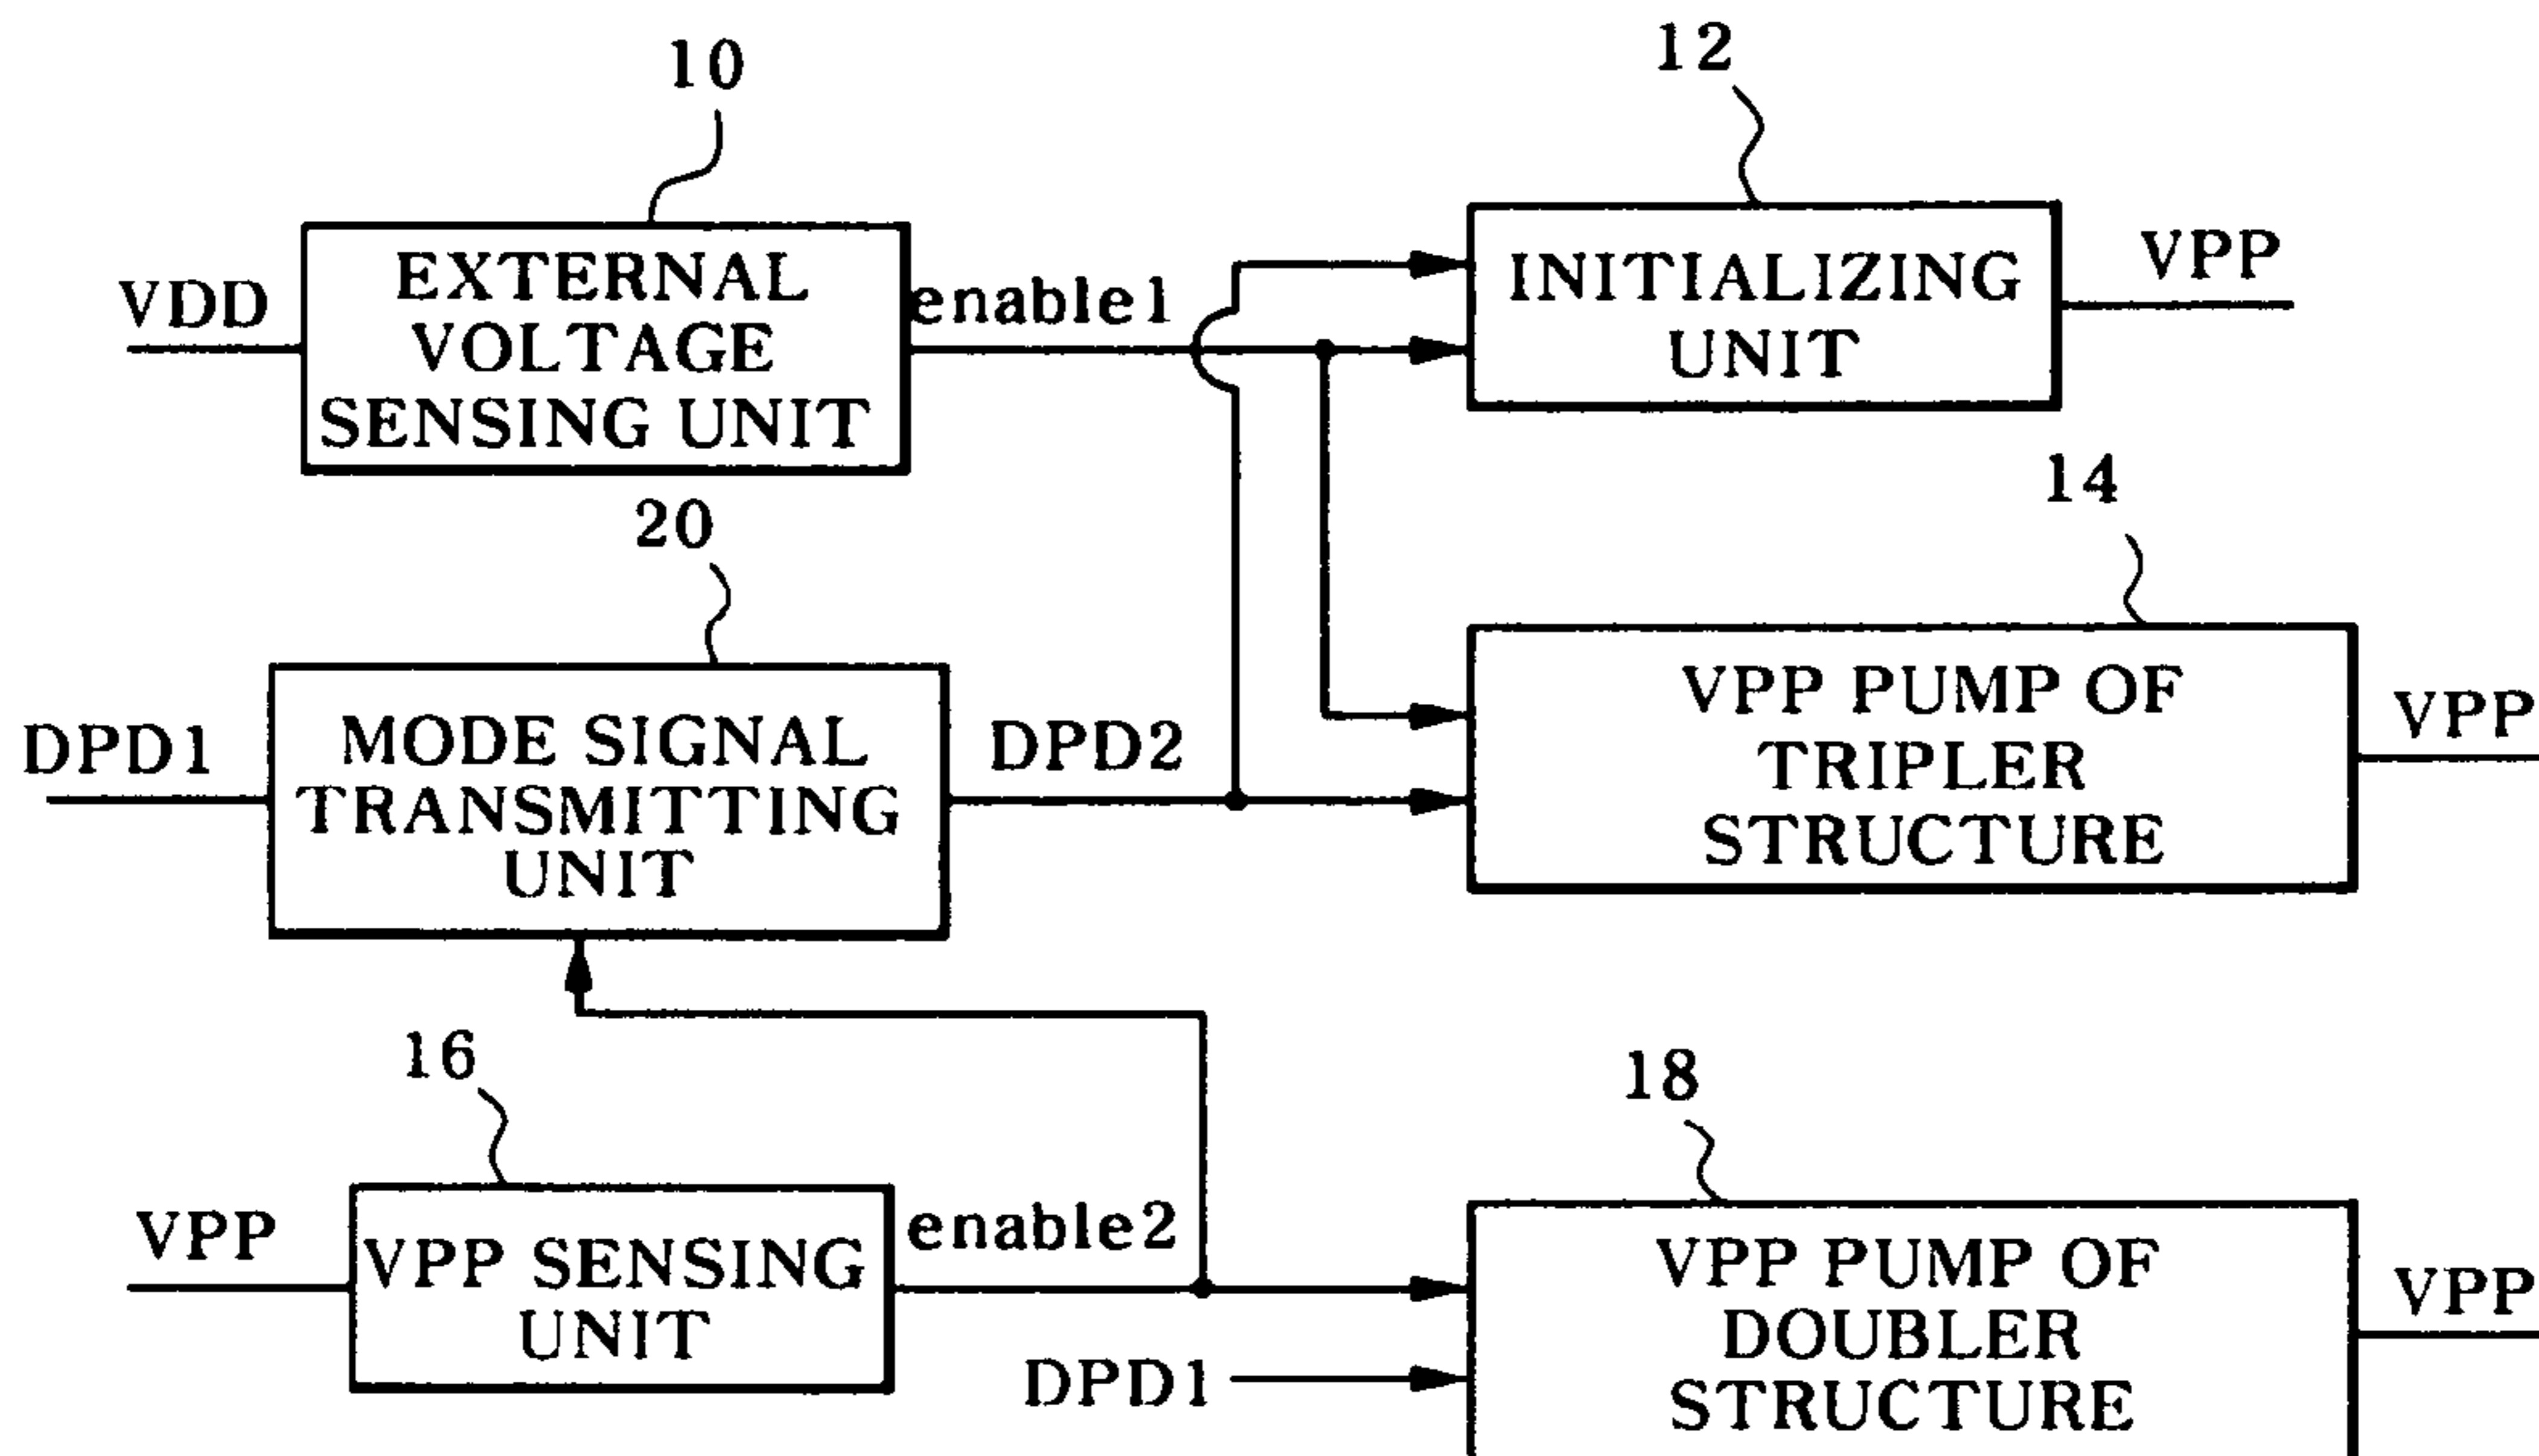 10
12
EXTERNAL
VOLTAGE
SENSING UNIT
VDD
enable1
INITIALIZING
UNIT
VPP
20
14
DPD1
MODE SIGNAL
TRANSMITTING
UNIT
DPD2
VPP PUMP OF
TRIPLER
STRUCTURE
VPP
16
18
VPP
VPP SENSING
UNIT
enable2
DPD1
VPP PUMP OF
DOUBLER
STRUCTURE
VPP